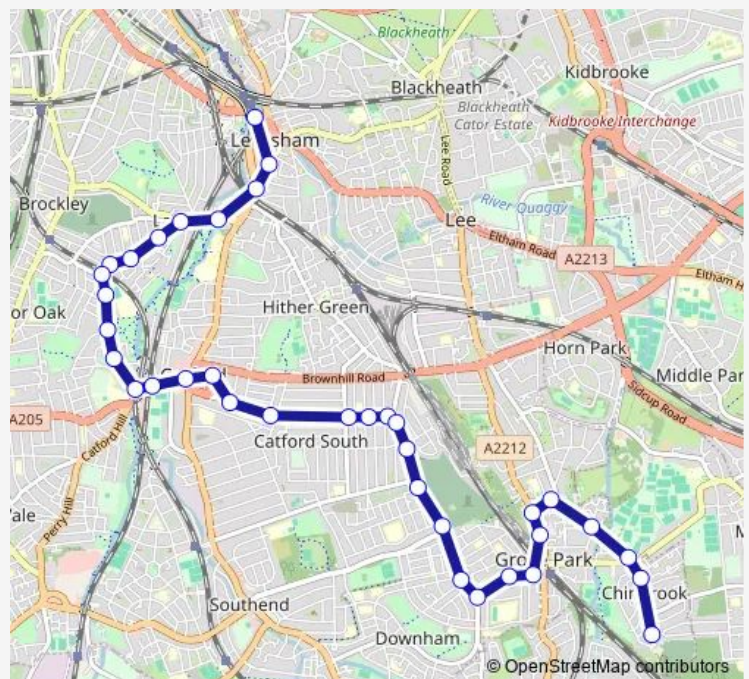 Blackheath
Kidbrooke
Blackheath
Blackheath
Cator Estate
Kidbrooke Interchange
Lee Road
Brockley
River Quaggy
Lee
Eltham Road
A2213
Eltham H
or Oak
Hither Green
Horn Park
Brownhill Road
Middle Par
Sidcup Road
A205
Catford Hill
Catford South
A2212
Perry Hill
ale
Park
Southend
Downham
© OpenStreetMap contributors